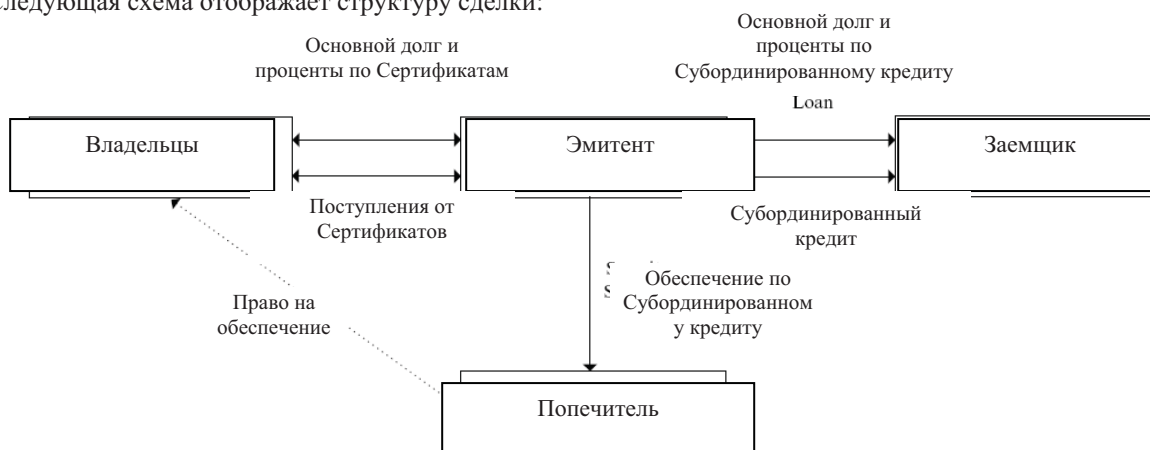 Следующая схема отображает структуру сделки:
Основной долг и
проценты по Сертификатам
Основной долг и
проценты по
Субординированному кредиту
Loan
Владельцы
Эмитент
Заемщик
Поступления от
Сертификатов
Субординированный
кредит
Право на
обеспечение
Обеспечение по
Субординированном
у кредиту
Попечитель